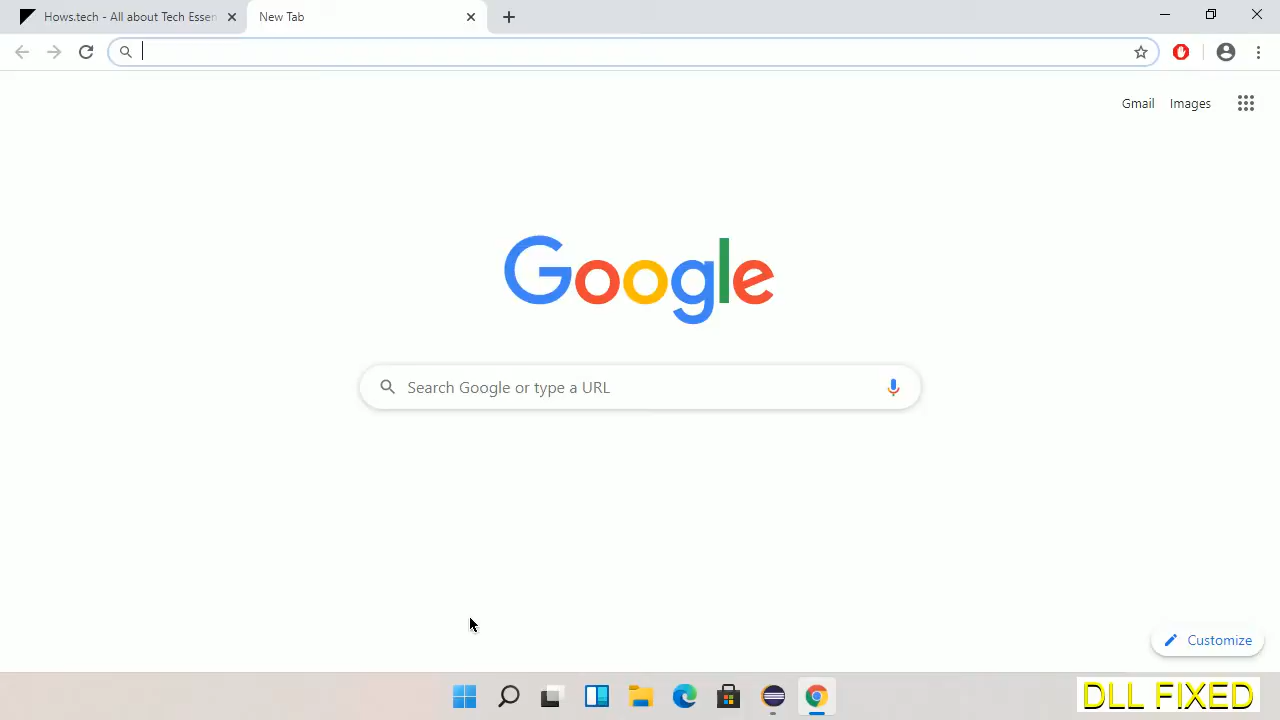 Hows.tech - All about Tech Essen
New Tab
Gmail Images
Google
Search Google or type a URL
Customize
DLL FIXED